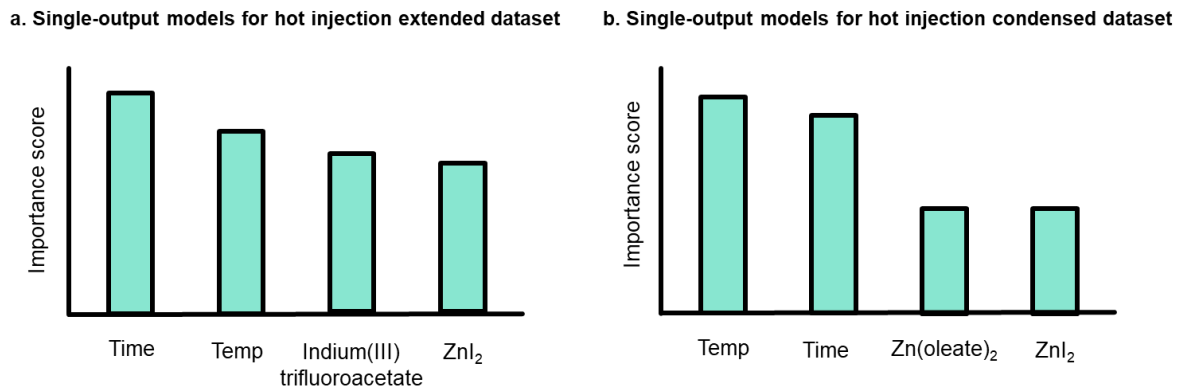 a. Single-output models for hot injection extended dataset
Importance score
Time
Temp
Indium(III)
trifluoroacetate
ZnI₂
b. Single-output models for hot injection condensed dataset
Importance score
Temp
Time
Zn(oleate)₂
ZnI₂